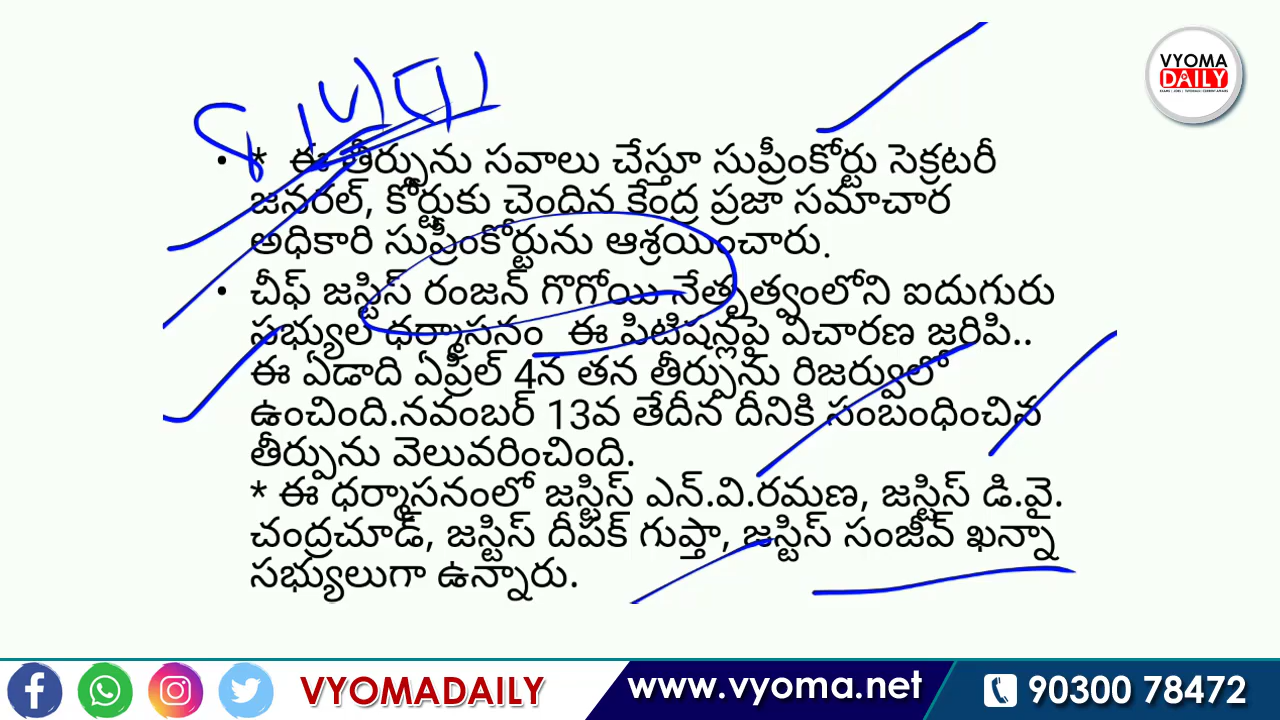 VYOMA
DAILY
• * ఈ తీర్పును సవాలు చేస్తూ సుప్రీంకోర్టు సెక్రటరీ
జనరల్, కోర్టుకు చెందిన కేంద్ర ప్రజా సమాచార
అధికారి సుప్రీంకోర్టును ఆశ్రయించారు.
• చీఫ్ జస్టిస్ రంజన్ గొగోయి నేతృత్వంలోని ఐదుగురు
సభ్యుల ధర్మాసనం ఈ పిటిషన్లపై విచారణ జరిపి..
ఈ ఏడాది ఏప్రిల్ 4న తన తీర్పును రిజర్వులో
ఉంచింది.నవంబర్ 13వ తేదీన దీనికి సంబంధించిన
తీర్పును వెలువరించింది.
* ఈ ధర్మాసనంలో జస్టిస్ ఎన్.వి.రమణ, జస్టిస్ డి.వై.
చంద్రచూడ్, జస్టిస్ దీపక్ గుప్తా, జస్టిస్ సంజీవ్ ఖన్నా
సభ్యులుగా ఉన్నారు.
VYOMADAILY
www.vyoma.net
90300 78472